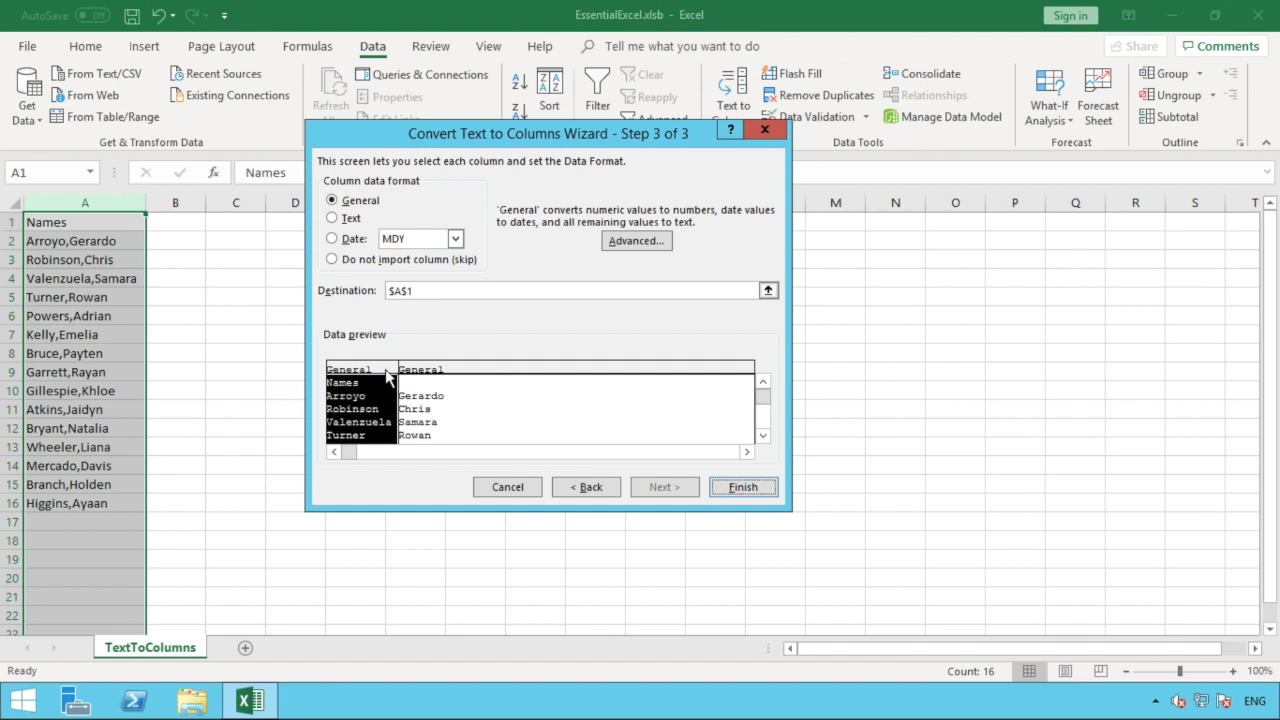 AutoSave Off EssentialExcel.xlsb - Excel Sign in
File Home Insert Page Layout Formulas Data Review View Help Tell me what you want to do Share Comments
Get Data
From Text/CSV
From Web
From Table/Range
Recent Sources
Existing Connections
Get & Transform Data
Refresh
Queries & Connections
Properties
Edit Links
Sort
Filter
Clear
Reapply
Advanced
Text to
Flash Fill
Remove Duplicates
Data Validation
Consolidate
Relationships
Manage Data Model
Data Tools
What-If Analysis
Forecast Sheet
Forecast
Group
Ungroup
Subtotal
Outline
A1 fx Names
A B C D M N O P Q R S T
1 Names
2 Arroyo,Gerardo
3 Robinson,Chris
4 Valenzuela,Samara
5 Turner,Rowan
6 Powers,Adrian
7 Kelly,Emelia
8 Bruce,Payten
9 Garrett,Rayan
10 Gillespie,Khloe
11 Atkins,Jaidyn
12 Bryant,Natalia
13 Wheeler,Liana
14 Mercado,Davis
15 Branch,Holden
16 Higgins,Ayaan
17
18
19
20
21
22
23
Convert Text to Columns Wizard - Step 3 of 3 ?
This screen lets you select each column and set the Data Format.
Column data format
General
Text
Date: MDY
Do not import column (skip)
'General' converts numeric values to numbers, date values
to dates, and all remaining values to text.
Advanced...
Destination: $A$1
Data preview
General General
Names
Arroyo Gerardo
Robinson Chris
Valenzuela Samara
Turner Rowan
Cancel < Back Next > Finish
TextToColumns
Ready Count: 16 100%
ENG